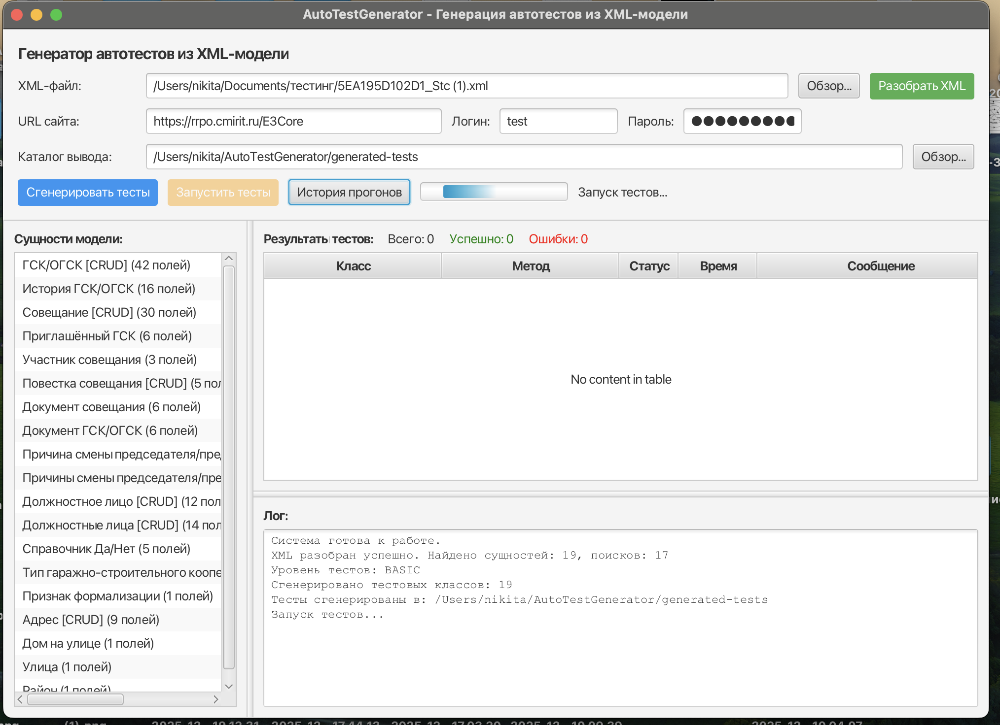 AutoTestGenerator - Генерация автотестов из XML-модели
Генератор автотестов из XML-модели
XML-файл: /Users/nikita/Documents/тестинг/5EA195D102D1_Stc (1).xml Обзор... Разобрать XML
URL сайта: https://rrpo.cmirit.ru/E3Core Логин: test Пароль:
Каталог вывода: /Users/nikita/AutoTestGenerator/generated-tests Обзор...
Сгенерировать тесты Запустить тесты История прогонов Запуск тестов...
Сущности модели:
ГСК/ОГСК [CRUD] (42 полей)
История ГСК/ОГСК (16 полей)
Совещание [CRUD] (30 полей)
Приглашённый ГСК (6 полей)
Участник совещания (3 полей)
Повестка совещания [CRUD] (5 пол
Документ совещания (6 полей)
Документ ГСК/ОГСК (6 полей)
Причина смены председателя/пре
Причины смены председателя/пре
Должностное лицо [CRUD] (12 пол
Должностные лица [CRUD] (14 пол
Справочник Да/Нет (5 полей)
Тип гаражно-строительного коопе
Признак формализации (1 полей)
Адрес [CRUD] (9 полей)
Дом на улице (1 полей)
Улица (1 полей)
Район (1 полей)
Результаты тестов: Всего: 0 Успешно: 0 Ошибки: 0
Класс Метод Статус Время Сообщение
No content in table
Лог:
Система готова к работе.
XML разобран успешно. Найдено сущностей: 19, поисков: 17
Уровень тестов: BASIC
Сгенерировано тестовых классов: 19
Тесты сгенерированы в: /Users/nikita/AutoTestGenerator/generated-tests
Запуск тестов...